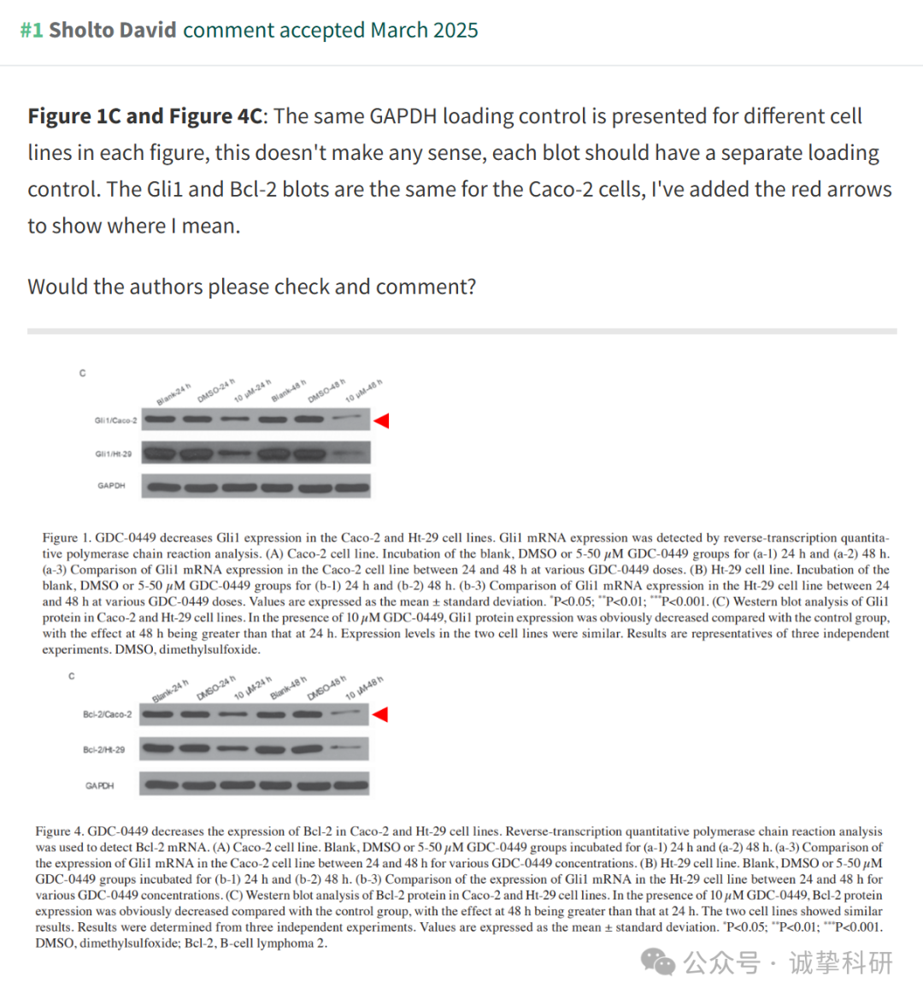 #1 Sholto David comment accepted March 2025
Figure 1C and Figure 4C: The same GAPDH loading control is presented for different cell
lines in each figure, this doesn't make any sense, each blot should have a separate loading
control. The Gli1 and Bcl-2 blots are the same for the Caco-2 cells, I've added the red arrows
to show where I mean.
Would the authors please check and comment?
C
Blank-24 h
DMSO-24 h
10 μM-24 h
Blank-48 h
DMSO-48 h
10 μM-48 h
Gli1/Caco-2
Gli1/Ht-29
GAPDH
Figure 1. GDC-0449 decreases Gli1 expression in the Caco-2 and Ht-29 cell lines. Gli1 mRNA expression was detected by reverse-transcription quantita-
tive polymerase chain reaction analysis. (A) Caco-2 cell line. Incubation of the blank, DMSO or 5-50 μM GDC-0449 groups for (a-1) 24 h and (a-2) 48 h.
(a-3) Comparison of Gli1 mRNA expression in the Caco-2 cell line between 24 and 48 h at various GDC-0449 doses. (B) Ht-29 cell line. Incubation of the
blank, DMSO or 5-50 μM GDC-0449 groups for (b-1) 24 h and (b-2) 48 h. (b-3) Comparison of Gli1 mRNA expression in the Ht-29 cell line between 24
and 48 h at various GDC-0449 doses. Values are expressed as the mean ± standard deviation. *P<0.05; **P<0.01; ***P<0.001. (C) Western blot analysis of Gli1
protein in Caco-2 and Ht-29 cell lines. In the presence of 10 μM GDC-0449, Gli1 protein expression was obviously decreased compared with the control group,
with the effect at 48 h being greater than that at 24 h. Expression levels in the two cell lines were similar. Results are representatives of three independent
experiments. DMSO, dimethylsulfoxide.
C
Blank-24 h
DMSO-24 h
10 μM-24 h
Blank-48 h
DMSO-48 h
10 μM-48 h
Bcl-2/Caco-2
Bcl-2/Ht-29
GAPDH
Figure 4. GDC-0449 decreases the expression of Bcl-2 in Caco-2 and Ht-29 cell lines. Reverse-transcription quantitative polymerase chain reaction analysis
was used to detect Bcl-2 mRNA. (A) Caco-2 cell line. Blank, DMSO or 5-50 μM GDC-0449 groups incubated for (a-1) 24 h and (a-2) 48 h. (a-3) Comparison of
the expression of Gli1 mRNA in the Caco-2 cell line between 24 and 48 h for various GDC-0449 concentrations. (B) Ht-29 cell line. Blank, DMSO or 5-50 μM
GDC-0449 groups incubated for (b-1) 24 h and (b-2) 48 h. (b-3) Comparison of the expression of Gli1 mRNA in the Ht-29 cell line between 24 and 48 h for
various GDC-0449 concentrations. (C) Western blot analysis of Bcl-2 protein in Caco-2 and Ht-29 cell lines. In the presence of 10 μM GDC-0449, Bcl-2 protein
expression was obviously decreased compared with the control group, with the effect at 48 h being greater than that at 24 h. The two cell lines showed similar
results. Results were determined from three independent experiments. Values are expressed as the mean ± standard deviation. *P<0.05; **P<0.01; ***P<0.001.
DMSO, dimethylsulfoxide; Bcl-2, B-cell lymphoma 2.
公众号 · 诚挚科研